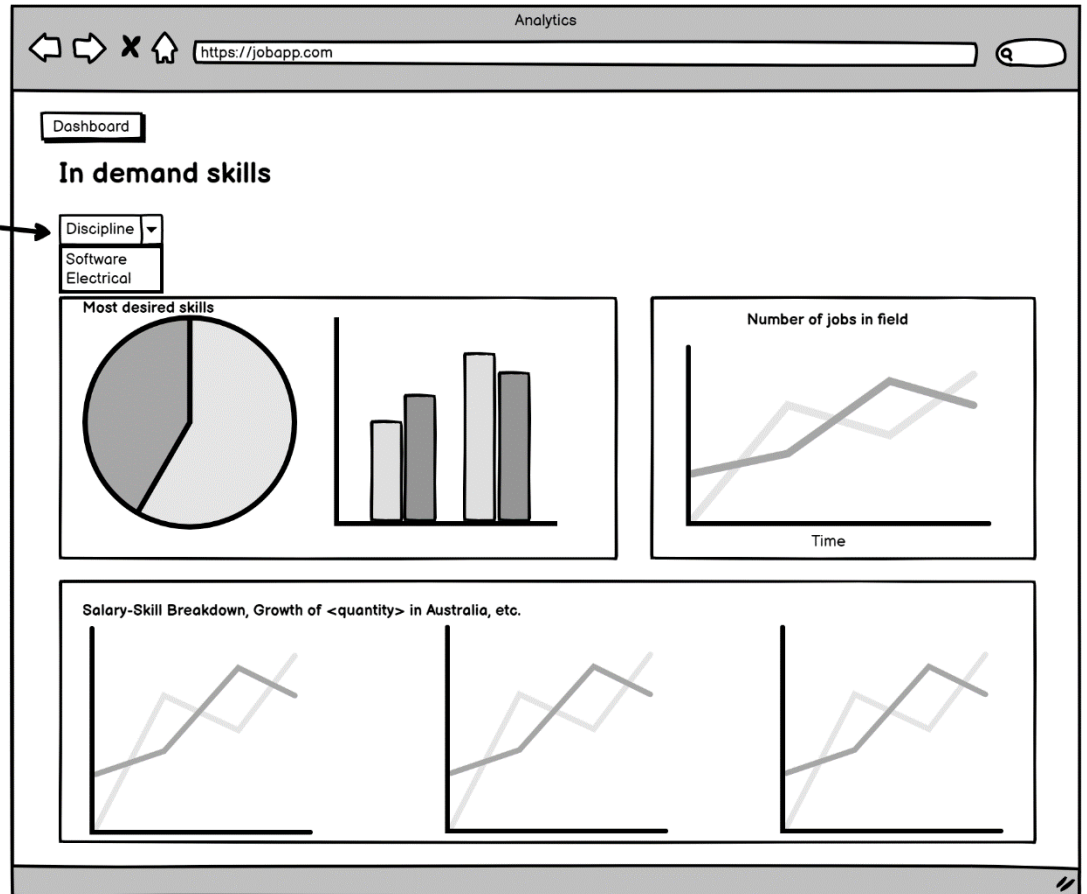 Analytics
https://jobapp.com
Dashboard
In demand skills
Discipline
Software
Electrical
Most desired skills
Number of jobs in field
Time
Salary-Skill Breakdown, Growth of <quantity> in Australia, etc.